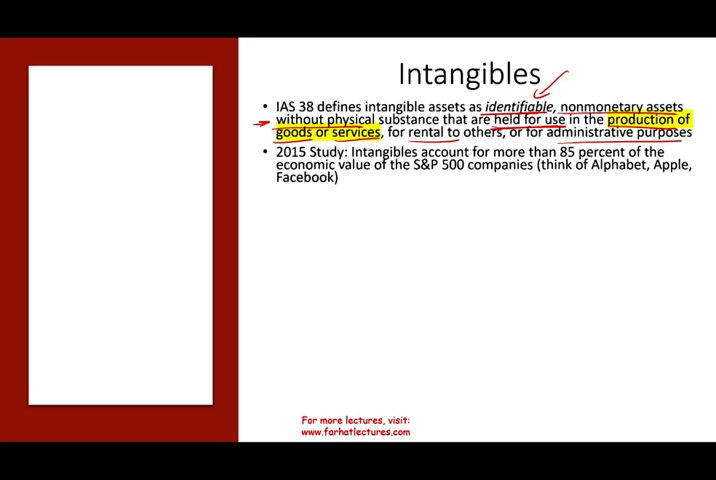 Intangibles
• IAS 38 defines intangible assets as identifiable, nonmonetary assets
without physical substance that are held for use in the production of
goods or services, for rental to others, or for administrative purposes
• 2015 Study: Intangibles account for more than 85 percent of the
economic value of the S&P 500 companies (think of Alphabet, Apple,
Facebook)
For more lectures, visit:
www.farhatlectures.com